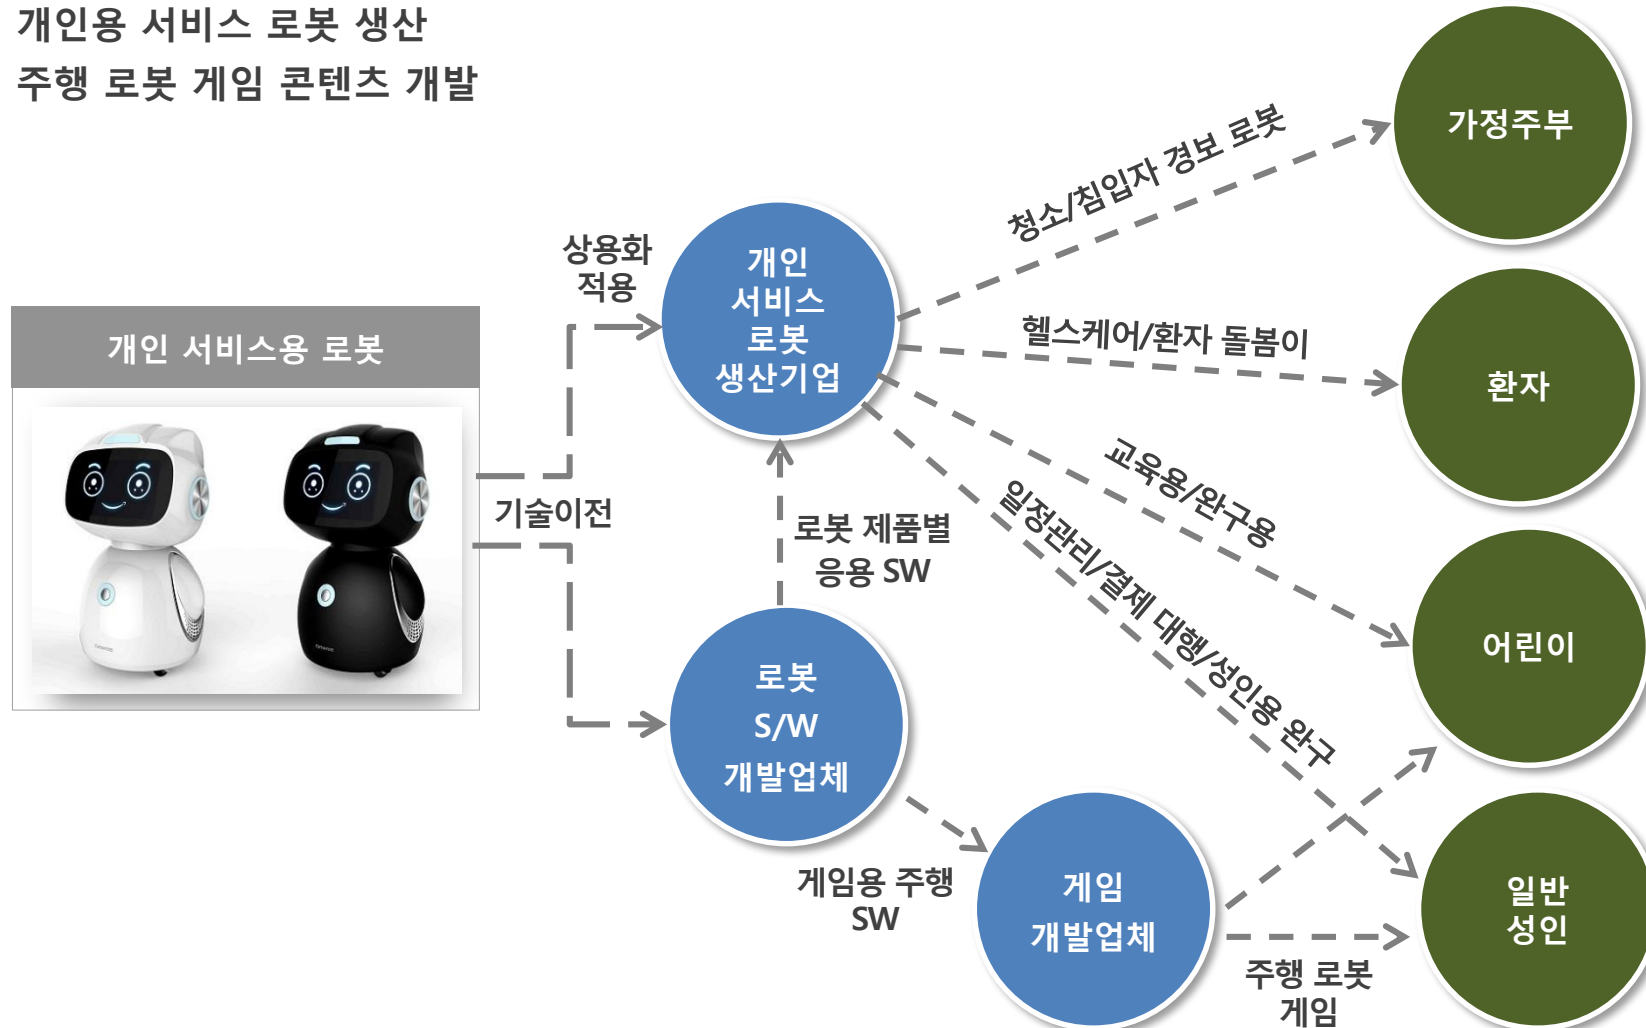 개인용 서비스 로봇 생산
주행 로봇 게임 콘텐츠 개발
개인 서비스용 로봇
기술이전
상용화
적용
개인
서비스
로봇
생산기업
로봇 제품별
응용 SW
로봇
S/W
개발업체
게임용 주행
SW
게임
개발업체
청소/침입자 경보 로봇
헬스케어/환자 돌봄이
교육용/완구용
일정관리/결제 대행/성인용 완구
주행 로봇
게임
가정주부
환자
어린이
일반
성인